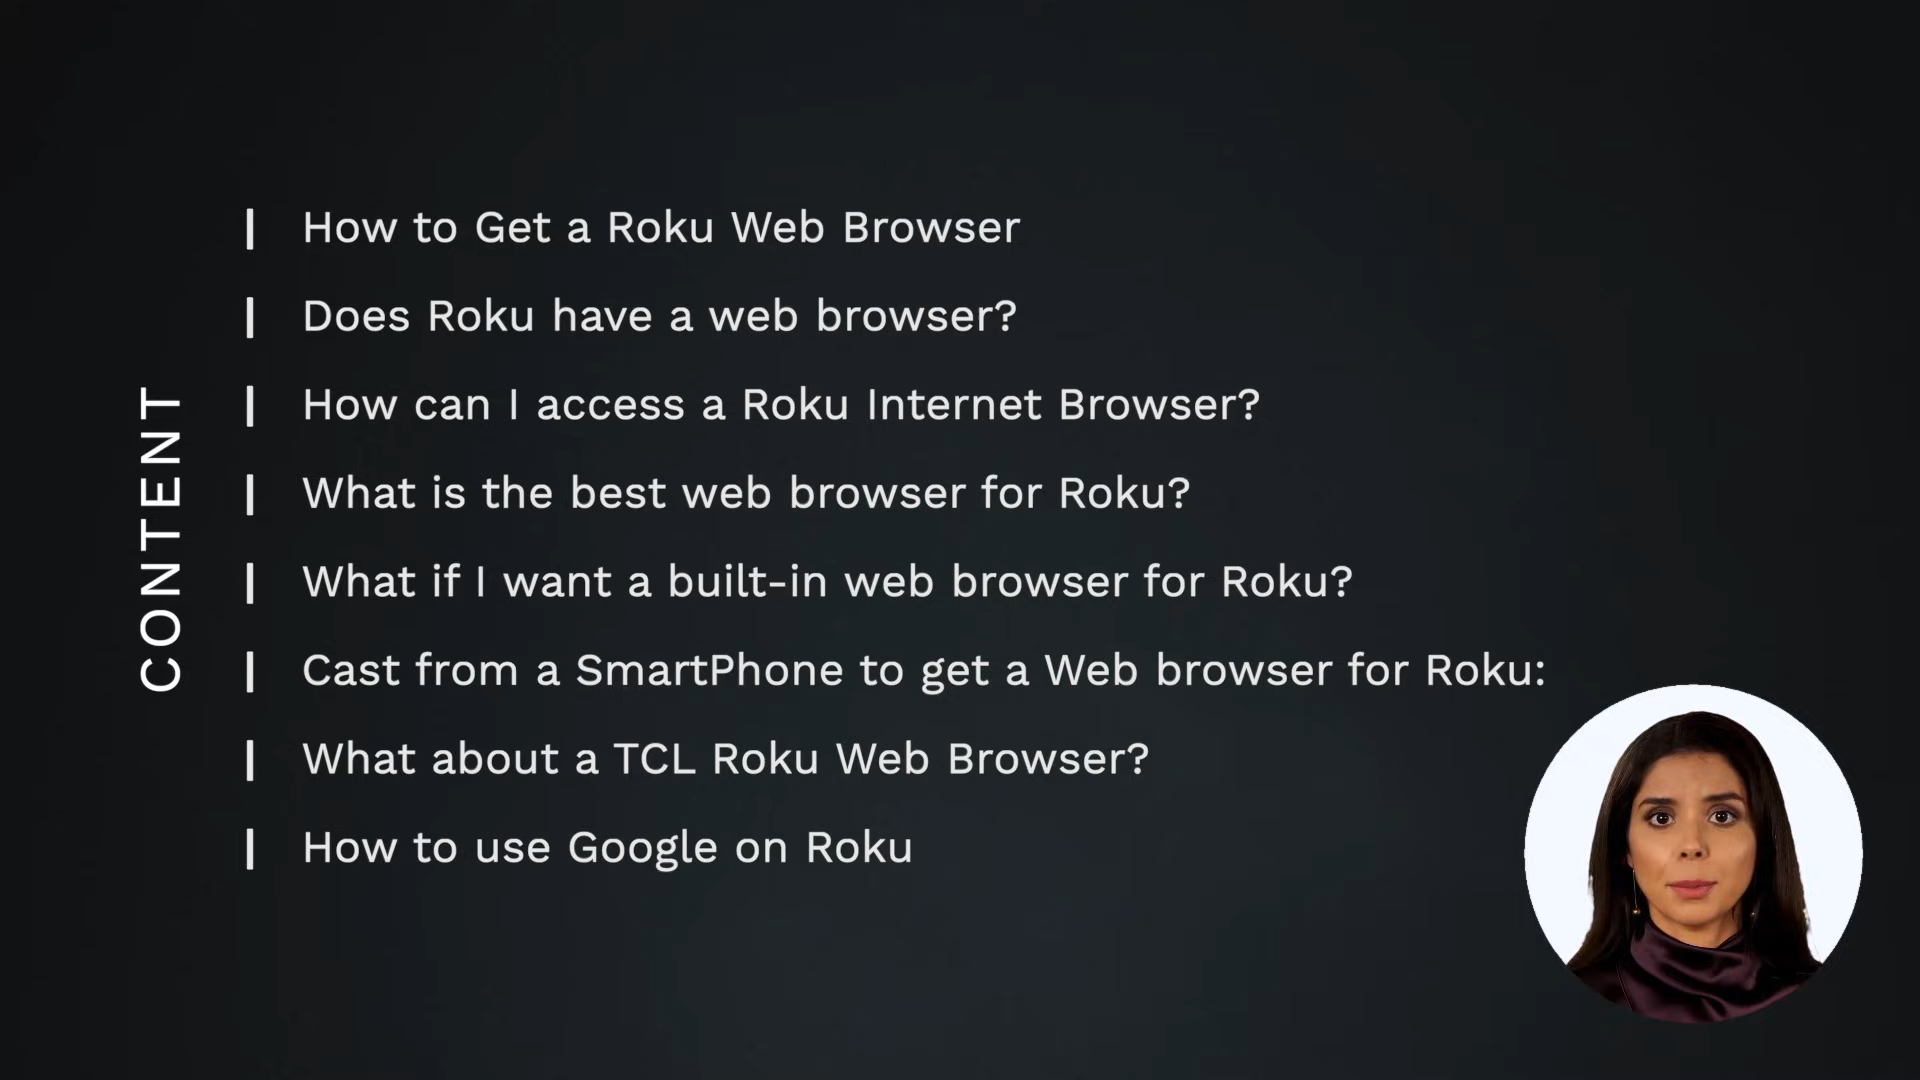 CONTENT
How to Get a Roku Web Browser
Does Roku have a web browser?
How can I access a Roku Internet Browser?
What is the best web browser for Roku?
What if I want a built-in web browser for Roku?
Cast from a SmartPhone to get a Web browser for Roku:
What about a TCL Roku Web Browser?
How to use Google on Roku